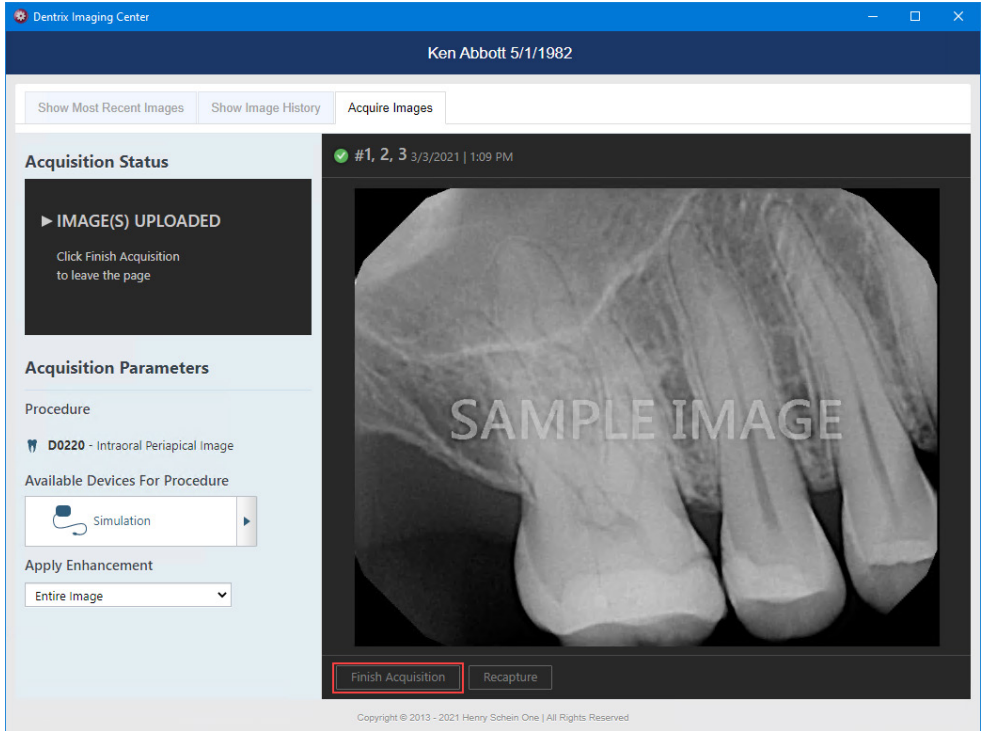 Dentrix Imaging Center
Ken Abbott 5/1/1982
Show Most Recent Images
Show Image History
Acquire Images
Acquisition Status
IMAGE(S) UPLOADED
Click Finish Acquisition
to leave the page
Acquisition Parameters
Procedure
D0220 - Intraoral Periapical Image
Available Devices For Procedure
Simulation
Apply Enhancement
Entire Image
#1, 2, 3 3/3/2021 | 1:09 PM
SAMPLE IMAGE
Finish Acquisition
Recapture
Copyright © 2013 - 2021 Henry Schein One | All Rights Reserved